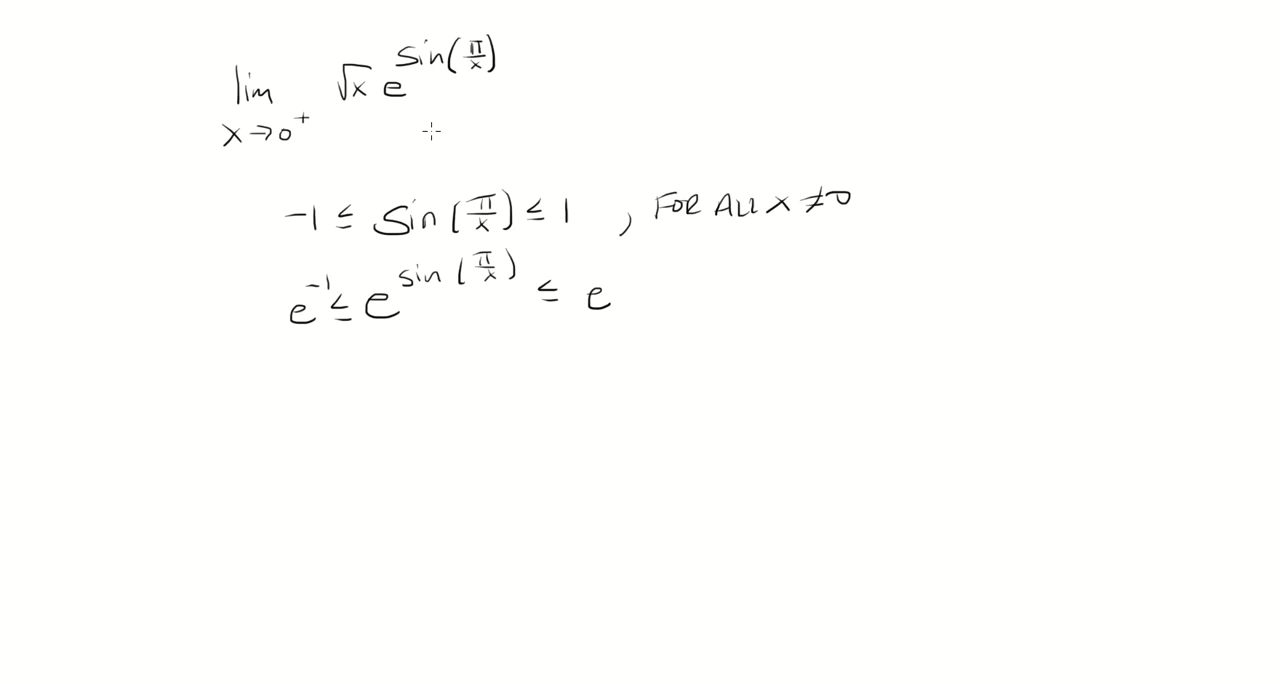 lim x→0⁺ √x e^sin(π/x)
-1 ≤ sin(π/x) ≤ 1 , FOR ALL x ≠ 0
e^-1 ≤ e^sin(π/x) ≤ e